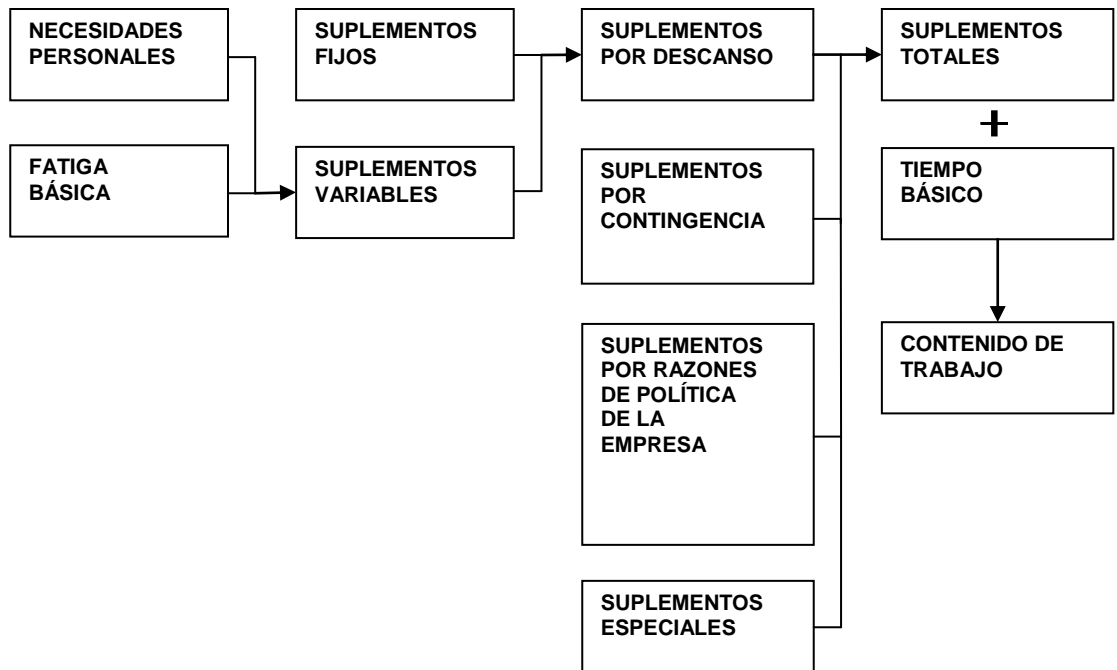 NECESIDADES
PERSONALES
SUPLEMENTOS
FIJOS
SUPLEMENTOS
POR DESCANSO
SUPLEMENTOS
TOTALES
+
FATIGA
BÁSICA
SUPLEMENTOS
VARIABLES
SUPLEMENTOS
POR
CONTINGENCIA
TIEMPO
BÁSICO
SUPLEMENTOS
POR RAZONES
DE POLÍTICA
DE LA
EMPRESA
CONTENIDO DE
TRABAJO
SUPLEMENTOS
ESPECIALES